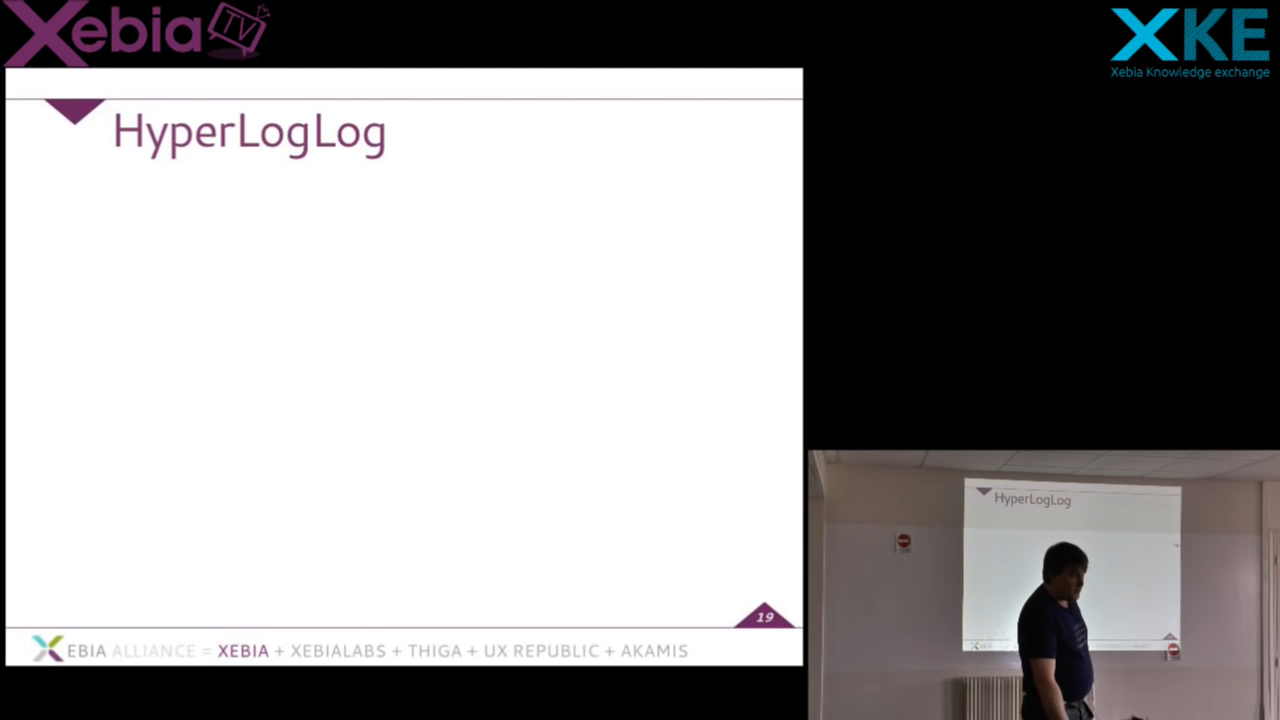 Xebia TV
XKE
Xebia Knowledge exchange
HyperLogLog
19
EBIA ALLIANCE = XEBIA + XEBIALABS + THIGA + UX REPUBLIC + AKAMIS
HyperLogLog